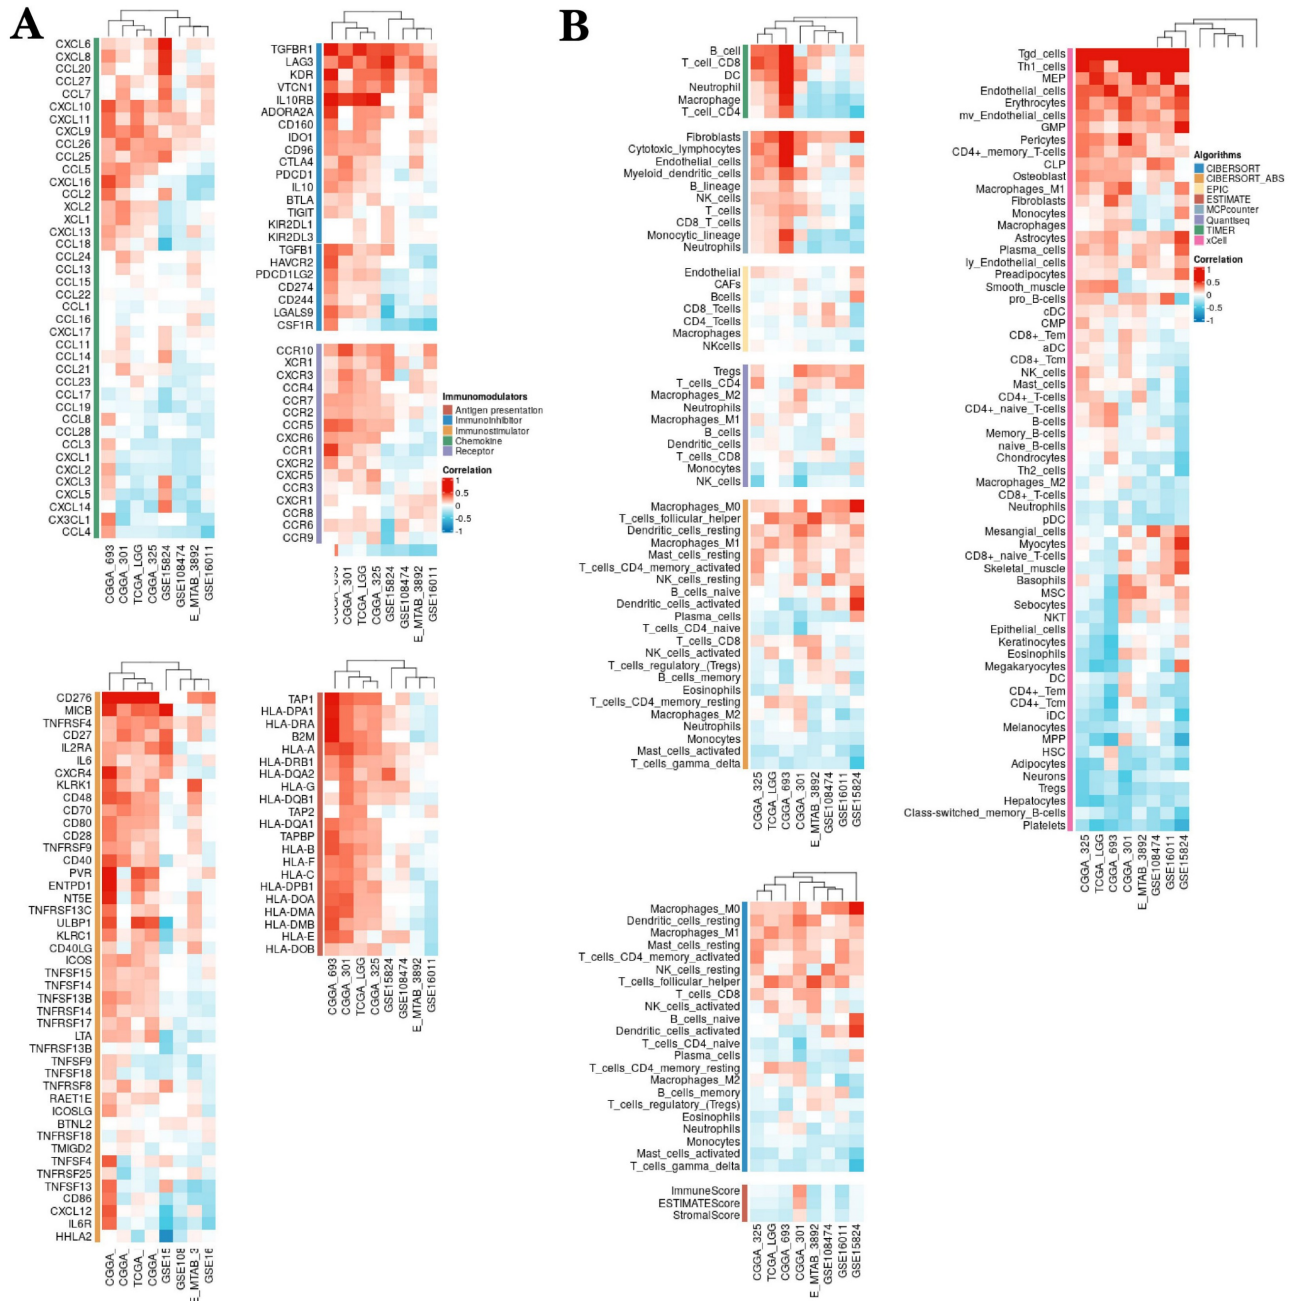 A
CXCL6
CXCL8
CCL20
CCL27
CCL7
CXCL10
CXCL11
CXCL9
CCL26
CCL25
CCL5
CXCL16
CCL2
XCL2
XCL1
CXCL13
CCL18
CCL24
CCL13
CCL15
CCL22
CCL1
CCL16
CXCL17
CCL11
CCL14
CCL21
CCL23
CCL17
CCL19
CCL8
CCL28
CCL3
CXCL1
CXCL2
CXCL3
CXCL5
CXCL14
CX3CL1
CCL4
CGGA_693
CGGA_301
TCGA_LGG
CGGA_325
GSE15824
GSE108474
E_MTAB_3892
GSE16011
TGFBR1
LAG3
KDR
VTCN1
IL10RB
ADORA2A
CD160
IDO1
CD96
CTLA4
PDCD1
IL10
BTLA
TIGIT
KIR2DL1
KIR2DL3
TGFB1
HAVCR2
PDCD1LG2
CD274
CD244
LGALS9
CSF1R
CCR10
XCR1
CXCR3
CCR4
CCR7
CCR2
CCR5
CXCR6
CCR1
CXCR2
CXCR5
CCR3
CXCR1
CCR8
CCR6
CCR9
CGGA_301
TCGA_LGG
CGGA_325
GSE15824
GSE108474
E_MTAB_3892
GSE16011
Immunomodulators
Antigen presentation
Immunoinhibitor
Immunostimulator
Chemokine
Receptor
Correlation
1
0.5
0
-0.5
-1
CD276
MICB
TNFRSF4
CD27
IL2RA
IL6
CXCR4
KLRK1
CD48
CD70
CD80
CD28
TNFRSF9
CD40
PVR
ENTPD1
NT5E
TNFRSF13C
ULBP1
KLRC1
CD40LG
ICOS
TNFSF15
TNFSF14
TNFSF13B
TNFRSF14
TNFRSF17
LTA
TNFRSF13B
TNFSF9
TNFSF18
TNFRSF8
RAET1E
ICOSLG
BTNL2
TNFRSF18
TMIGD2
TNFSF4
TNFRSF25
TNFSF13
CD86
CXCL12
IL6R
HHLA2
CGGA_
CGGA_
TCGA_
CGGA_
GSE15
GSE108
E_MTAB_3
GSE16
TAP1
HLA-DPA1
HLA-DRA
B2M
HLA-A
HLA-DRB1
HLA-DQA2
HLA-G
HLA-DQB1
TAP2
HLA-DQA1
TAPBP
HLA-B
HLA-F
HLA-C
HLA-DPB1
HLA-DOA
HLA-DMA
HLA-DMB
HLA-E
HLA-DOB
CGGA_693
CGGA_301
TCGA_LGG
CGGA_325
GSE15824
GSE108474
E_MTAB_3892
GSE16011
B
B_cell
T_cell_CD8
DC
Neutrophil
Macrophage
T_cell_CD4
Fibroblasts
Cytotoxic_lymphocytes
Endothelial_cells
Myeloid_dendritic_cells
B_lineage
NK_cells
T_cells
CD8_T_cells
Monocytic_lineage
Neutrophils
Endothelial
CAFs
Bcells
CD8_Tcells
CD4_Tcells
Macrophages
NKcells
Tregs
T_cells_CD4
Macrophages_M2
Neutrophils
Macrophages_M1
B_cells
Dendritic_cells
T_cells_CD8
Monocytes
NK_cells
Macrophages_M0
T_cells_follicular_helper
Dendritic_cells_resting
Macrophages_M1
Mast_cells_resting
T_cells_CD4_memory_activated
NK_cells_resting
B_cells_naive
Dendritic_cells_activated
Plasma_cells
T_cells_CD4_naive
T_cells_CD8
NK_cells_activated
T_cells_regulatory_(Tregs)
B_cells_memory
Eosinophils
T_cells_CD4_memory_resting
Macrophages_M2
Neutrophils
Monocytes
Mast_cells_activated
T_cells_gamma_delta
CGGA_325
TCGA_LGG
CGGA_693
CGGA_301
E_MTAB_3892
GSE108474
GSE16011
GSE15824
Macrophages_M0
Dendritic_cells_resting
Macrophages_M1
Mast_cells_resting
T_cells_CD4_memory_activated
NK_cells_resting
T_cells_follicular_helper
T_cells_CD8
NK_cells_activated
B_cells_naive
Dendritic_cells_activated
T_cells_CD4_naive
Plasma_cells
T_cells_CD4_memory_resting
Macrophages_M2
B_cells_memory
T_cells_regulatory_(Tregs)
Eosinophils
Neutrophils
Monocytes
Mast_cells_activated
T_cells_gamma_delta
ImmuneScore
ESTIMATEScore
StromalScore
CGGA_325
TCGA_LGG
CGGA_693
CGGA_301
E_MTAB_3892
GSE108474
GSE16011
GSE15824
Tgd_cells
Th1_cells
MEP
Endothelial_cells
Erythrocytes
mv_Endothelial_cells
GMP
Pericytes
CD4+_memory_T-cells
CLP
Osteoblast
Macrophages_M1
Fibroblasts
Monocytes
Macrophages
Astrocytes
Plasma_cells
ly_Endothelial_cells
Preadipocytes
Smooth_muscle
pro_B-cells
cDC
CMP
CD8+_Tem
aDC
CD8+_Tcm
NK_cells
Mast_cells
CD4+_T-cells
CD4+_naive_T-cells
B-cells
Memory_B-cells
naive_B-cells
Chondrocytes
Th2_cells
Macrophages_M2
CD8+_T-cells
Neutrophils
pDC
Mesangial_cells
Myocytes
CD8+_naive_T-cells
Skeletal_muscle
Basophils
MSC
Sebocytes
NKT
Epithelial_cells
Keratinocytes
Eosinophils
Megakaryocytes
DC
CD4+_Tem
CD4+_Tcm
iDC
Melanocytes
MPP
HSC
Adipocytes
Neurons
Tregs
Hepatocytes
Class-switched_memory_B-cells
Platelets
CGGA_325
TCGA_LGG
CGGA_693
CGGA_301
E_MTAB_3892
GSE108474
GSE16011
GSE15824
Algorithms
CIBERSORT
CIBERSORT_ABS
EPIC
ESTIMATE
MCPcounter
Quantiseq
TIMER
xCell
Correlation
1
0.5
0
-0.5
-1